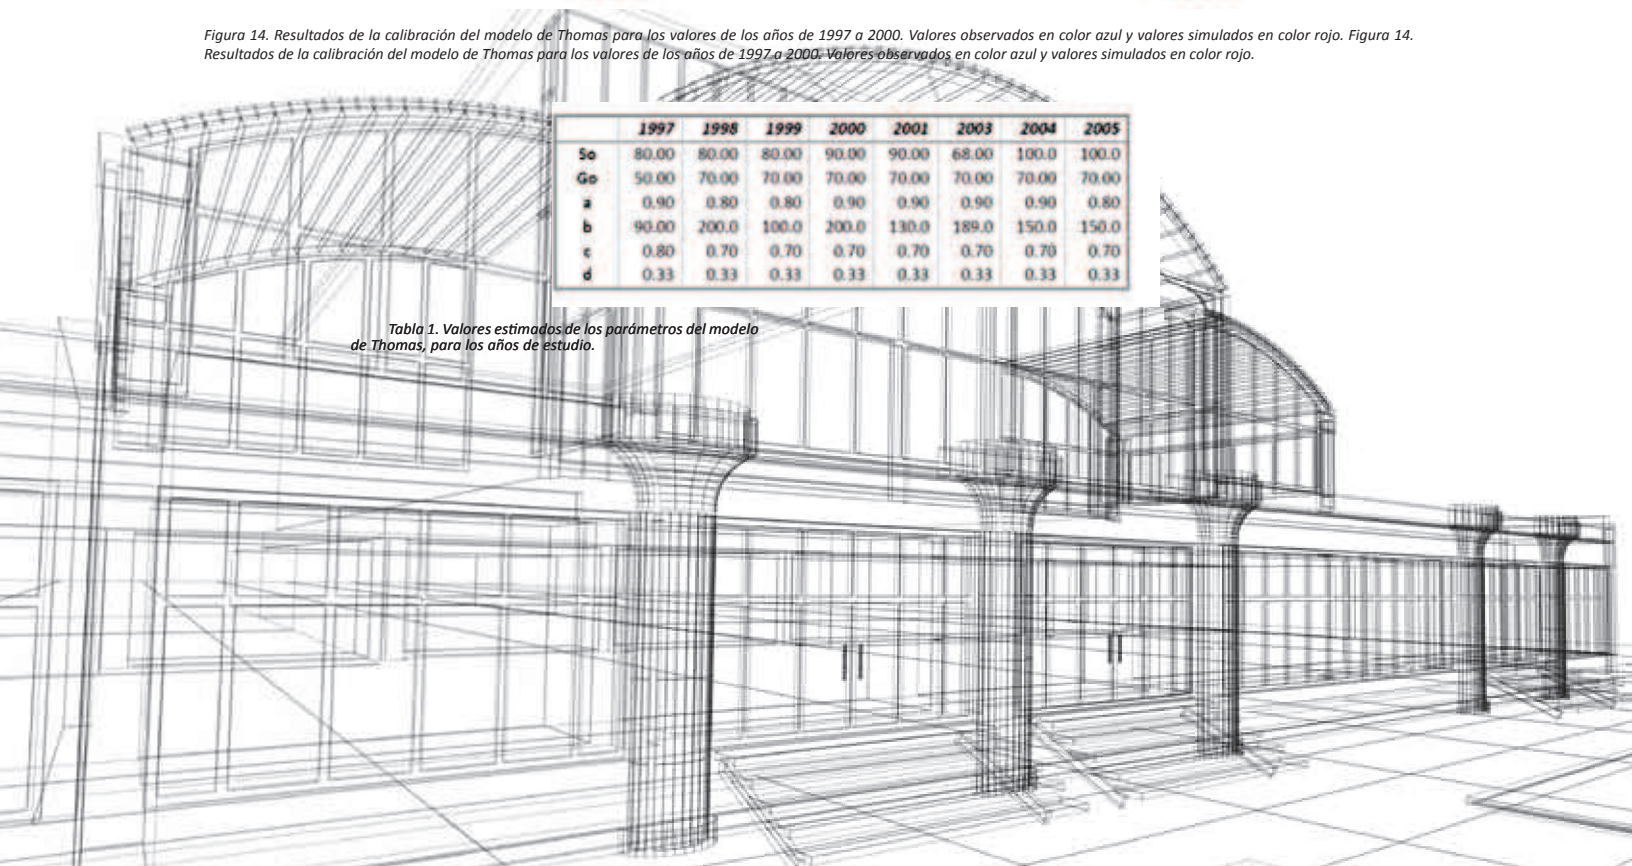 Figura 14. Resultados de la calibración del modelo de Thomas para los valores de los años de 1997 a 2000. Valores observados en color azul y valores simulados en color rojo. Figura 14.
Resultados de la calibración del modelo de Thomas para los valores de los años de 1997 a 2000. Valores observados en color azul y valores simulados en color rojo.
1997 1998 1999 2000 2001 2003 2004 2005
So 80.00 80.00 80.00 90.00 90.00 68.00 100.0 100.0
Go 50.00 70.00 70.00 70.00 70.00 70.00 70.00 70.00
a 0.90 0.80 0.80 0.90 0.90 0.90 0.90 0.80
b 90.00 200.0 100.0 200.0 130.0 189.0 150.0 150.0
c 0.80 0.70 0.70 0.70 0.70 0.70 0.70 0.70
d 0.33 0.33 0.33 0.33 0.33 0.33 0.33 0.33
Tabla 1. Valores estimados de los parámetros del modelo
de Thomas, para los años de estudio.